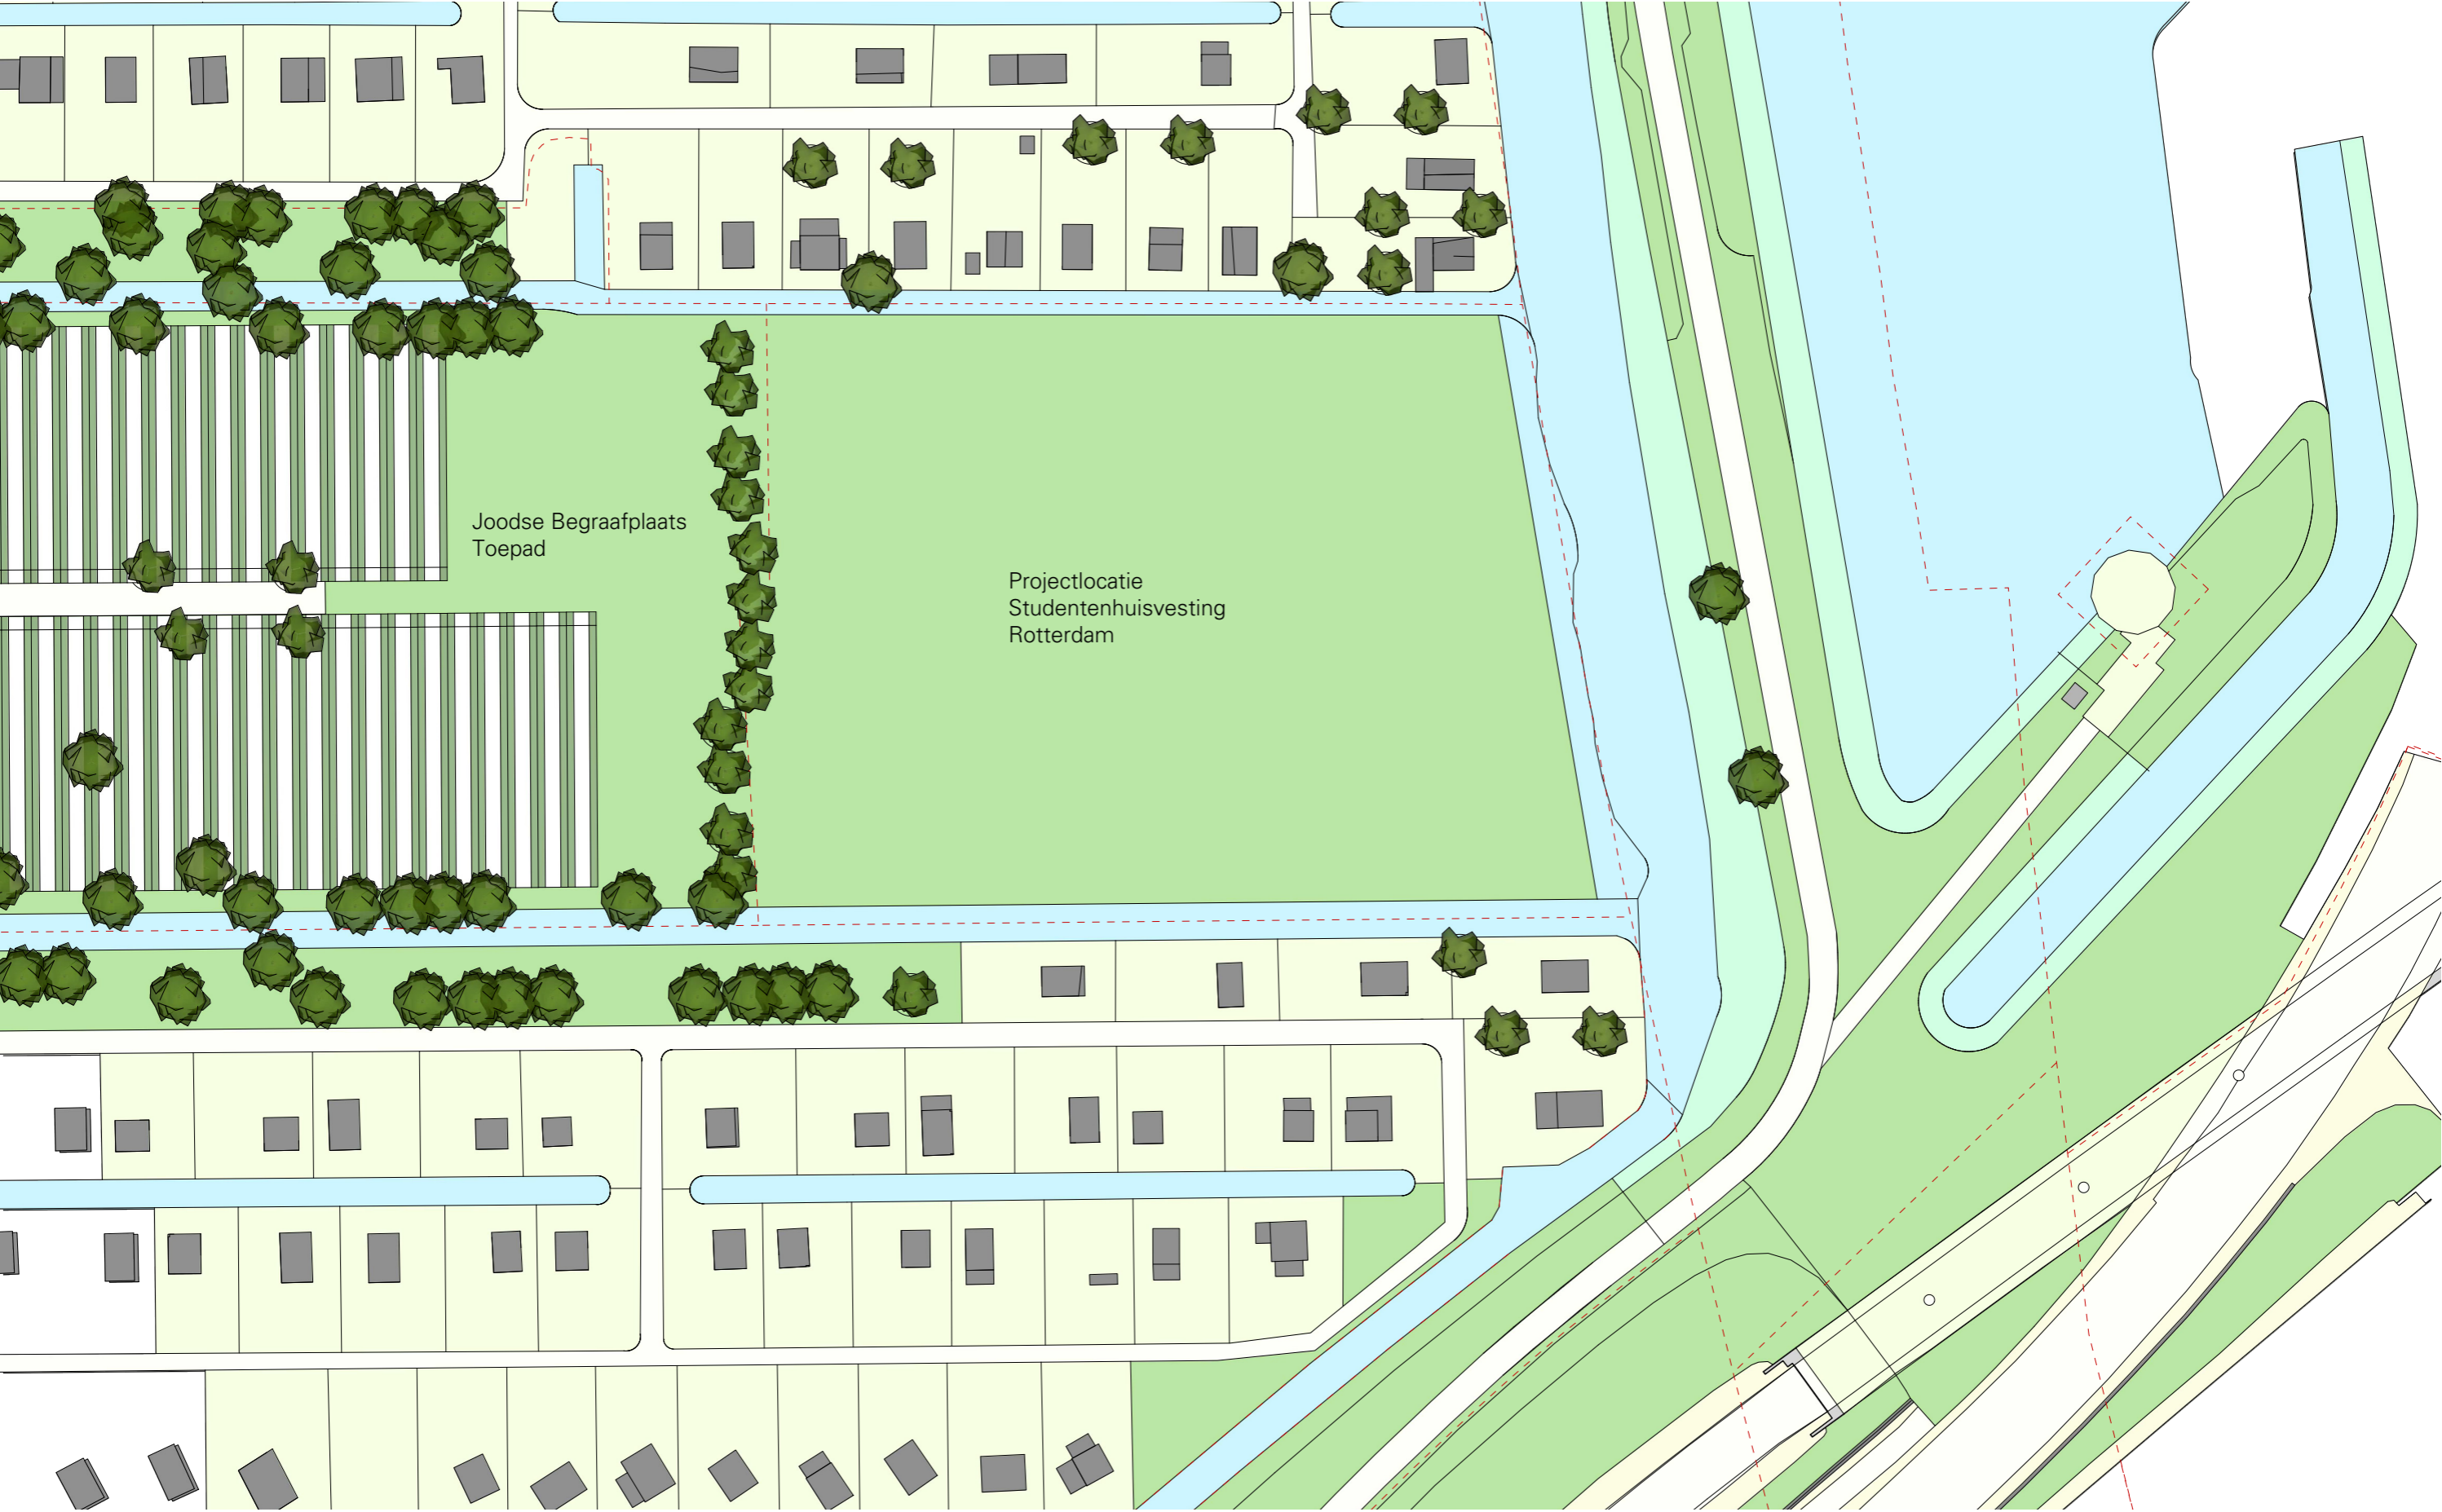 Joodse Begraafplaats
Toepad
Projectlocatie
Studentenhuisvesting
Rotterdam